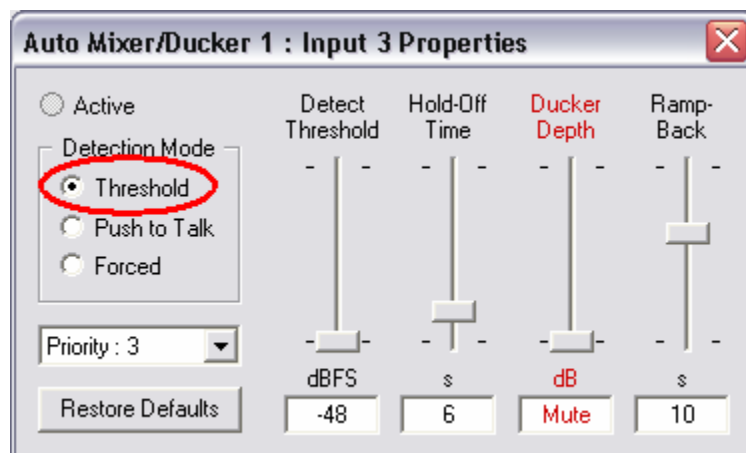 Auto Mixer/Ducker 1 : Input 3 Properties
Active
Detection Mode
Threshold
Push to Talk
Forced
Priority : 3
Restore Defaults
Detect Threshold
dBFS
-48
Hold-Off Time
s
6
Ducker Depth
dB
Mute
Ramp-Back
s
10